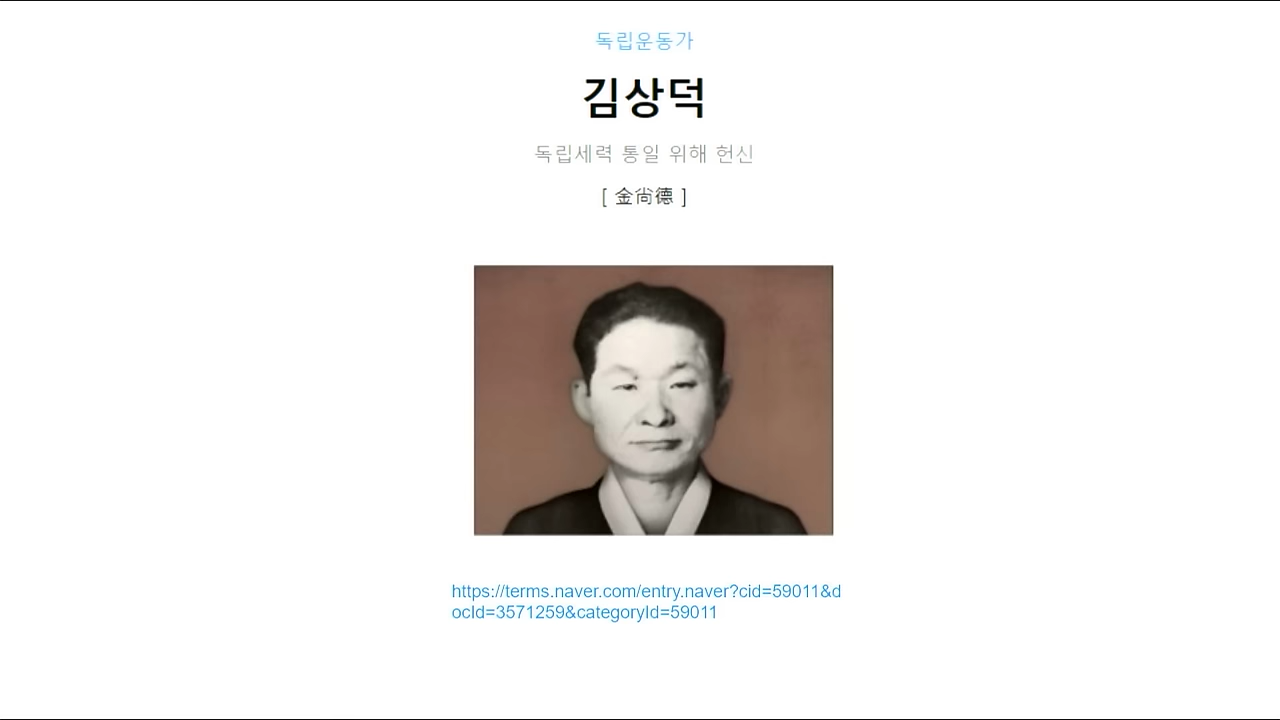 독립운동가
김상덕
독립세력 통일 위해 헌신
[ 金尙德 ]
https://terms.naver.com/entry.naver?cid=59011&d
ocId=3571259&categoryId=59011